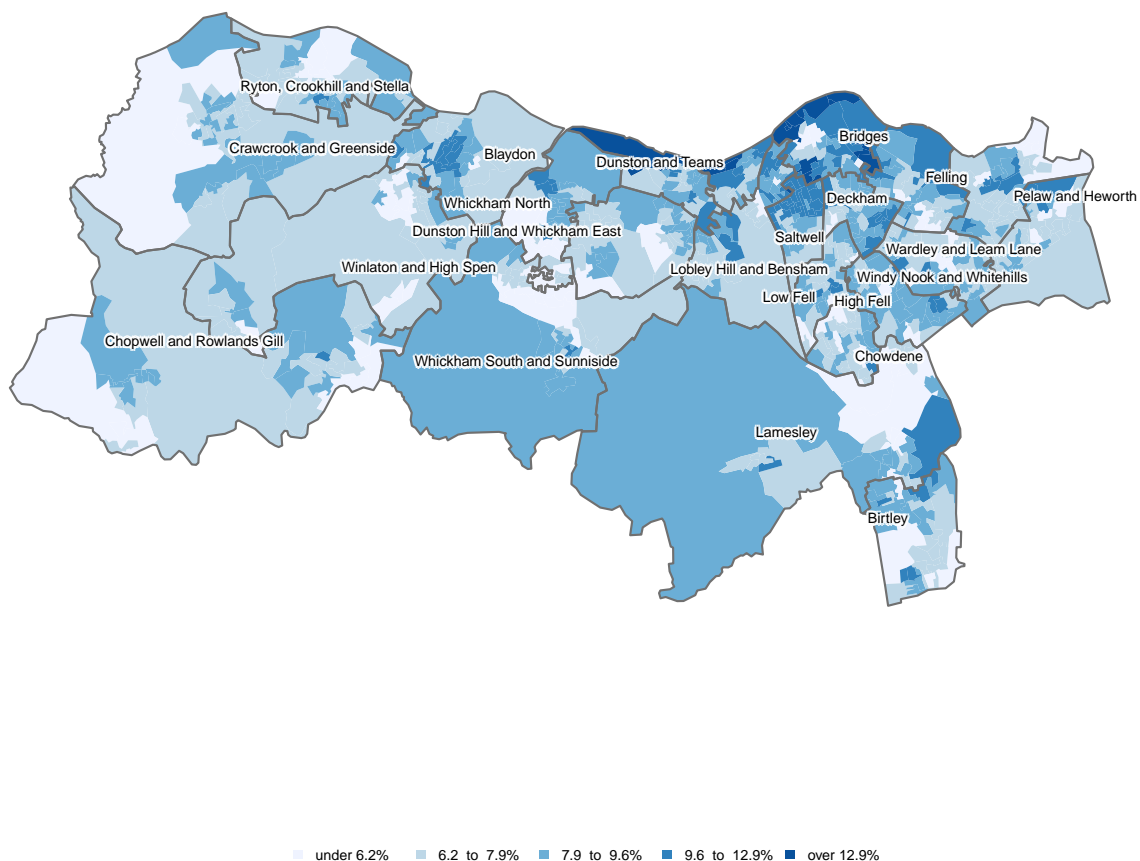 Ryton, Crookhill and Stella
Bridges
Crawcrook and Greenside
Blaydon
Dunston and Teams
Felling
Pelaw and Heworth
Deckham
Whickham North
Dunston Hill and Whickham East
Saltwell
Wardley and Leam Lane
Winlaton and High Spen
Lobley Hill and Bensham
Windy Nook and Whitehills
Low Fell
High Fell
Chopwell and Rowlands Gill
Whickham South and Sunniside
Chowdene
Lamesley
Birtley
under 6.2% 6.2 to 7.9% 7.9 to 9.6% 9.6 to 12.9% over 12.9%